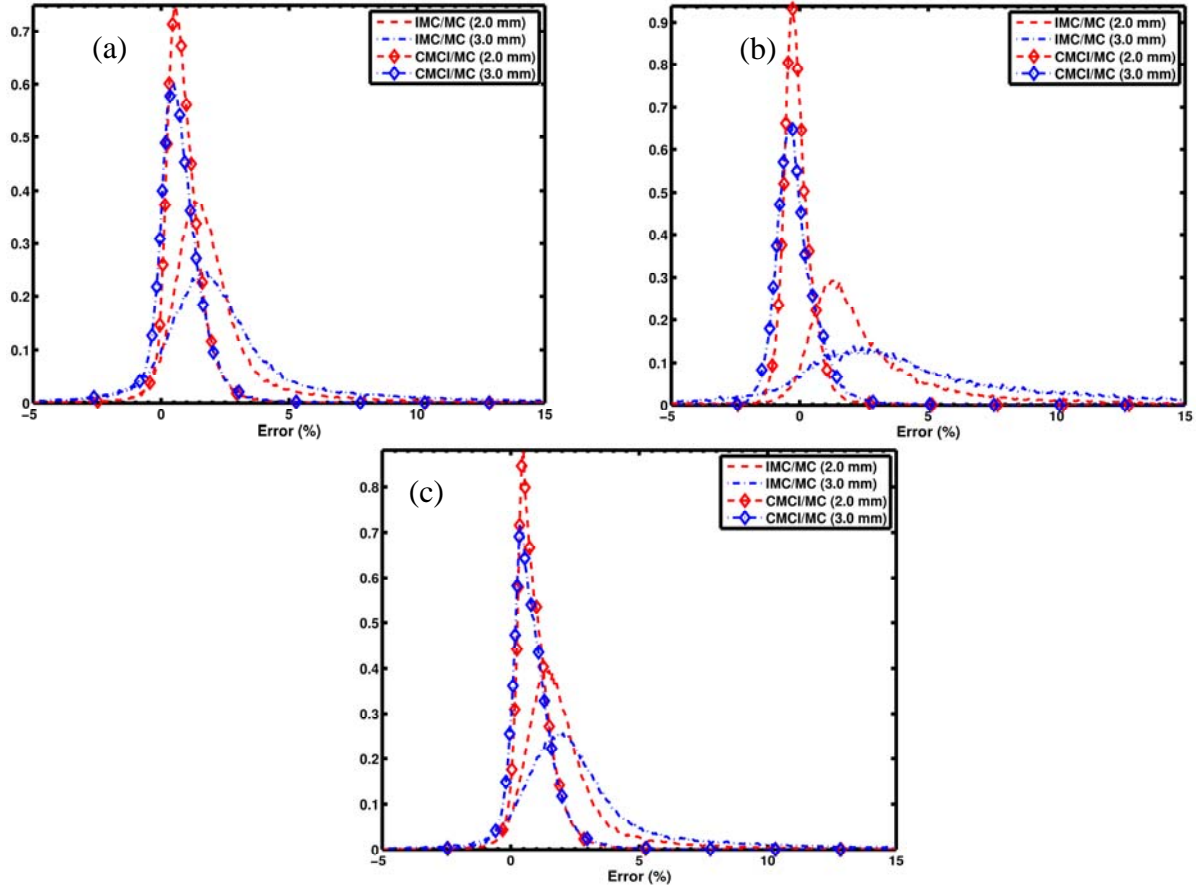 (a)
IMC/MC (2.0 mm)
IMC/MC (3.0 mm)
CMCI/MC (2.0 mm)
CMCI/MC (3.0 mm)
0.7
0.6
0.5
0.4
0.3
0.2
0.1
0
−5 0 5 10 15
Error (%)
(b)
IMC/MC (2.0 mm)
IMC/MC (3.0 mm)
CMCI/MC (2.0 mm)
CMCI/MC (3.0 mm)
0.9
0.8
0.7
0.6
0.5
0.4
0.3
0.2
0.1
0
−5 0 5 10 15
Error (%)
(c)
IMC/MC (2.0 mm)
IMC/MC (3.0 mm)
CMCI/MC (2.0 mm)
CMCI/MC (3.0 mm)
0.8
0.7
0.6
0.5
0.4
0.3
0.2
0.1
0
−5 0 5 10 15
Error (%)